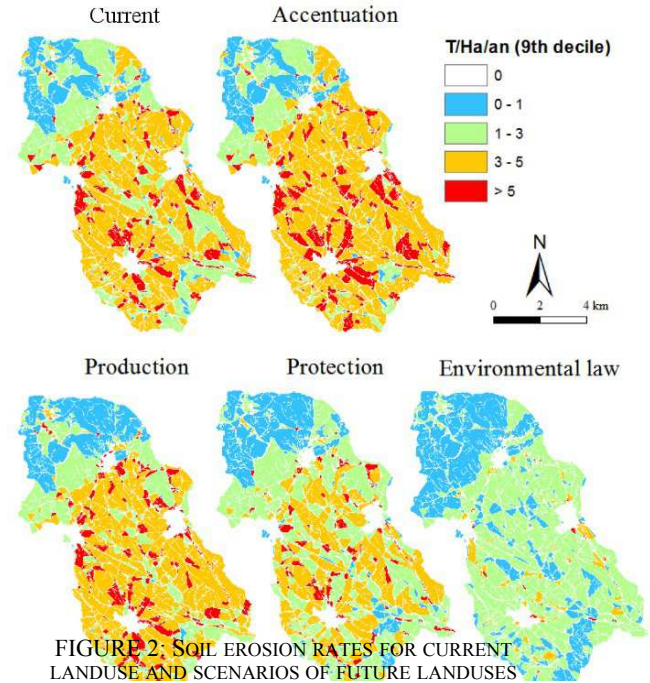 Current
Accentuation
T/Ha/an (9th decile)
0
0 - 1
1 - 3
3 - 5
> 5
N
0 2 4 km
Production
Protection
Environmental law
FIGURE 2: SOIL EROSION RATES FOR CURRENT
LANDUSE AND SCENARIOS OF FUTURE LANDUSES